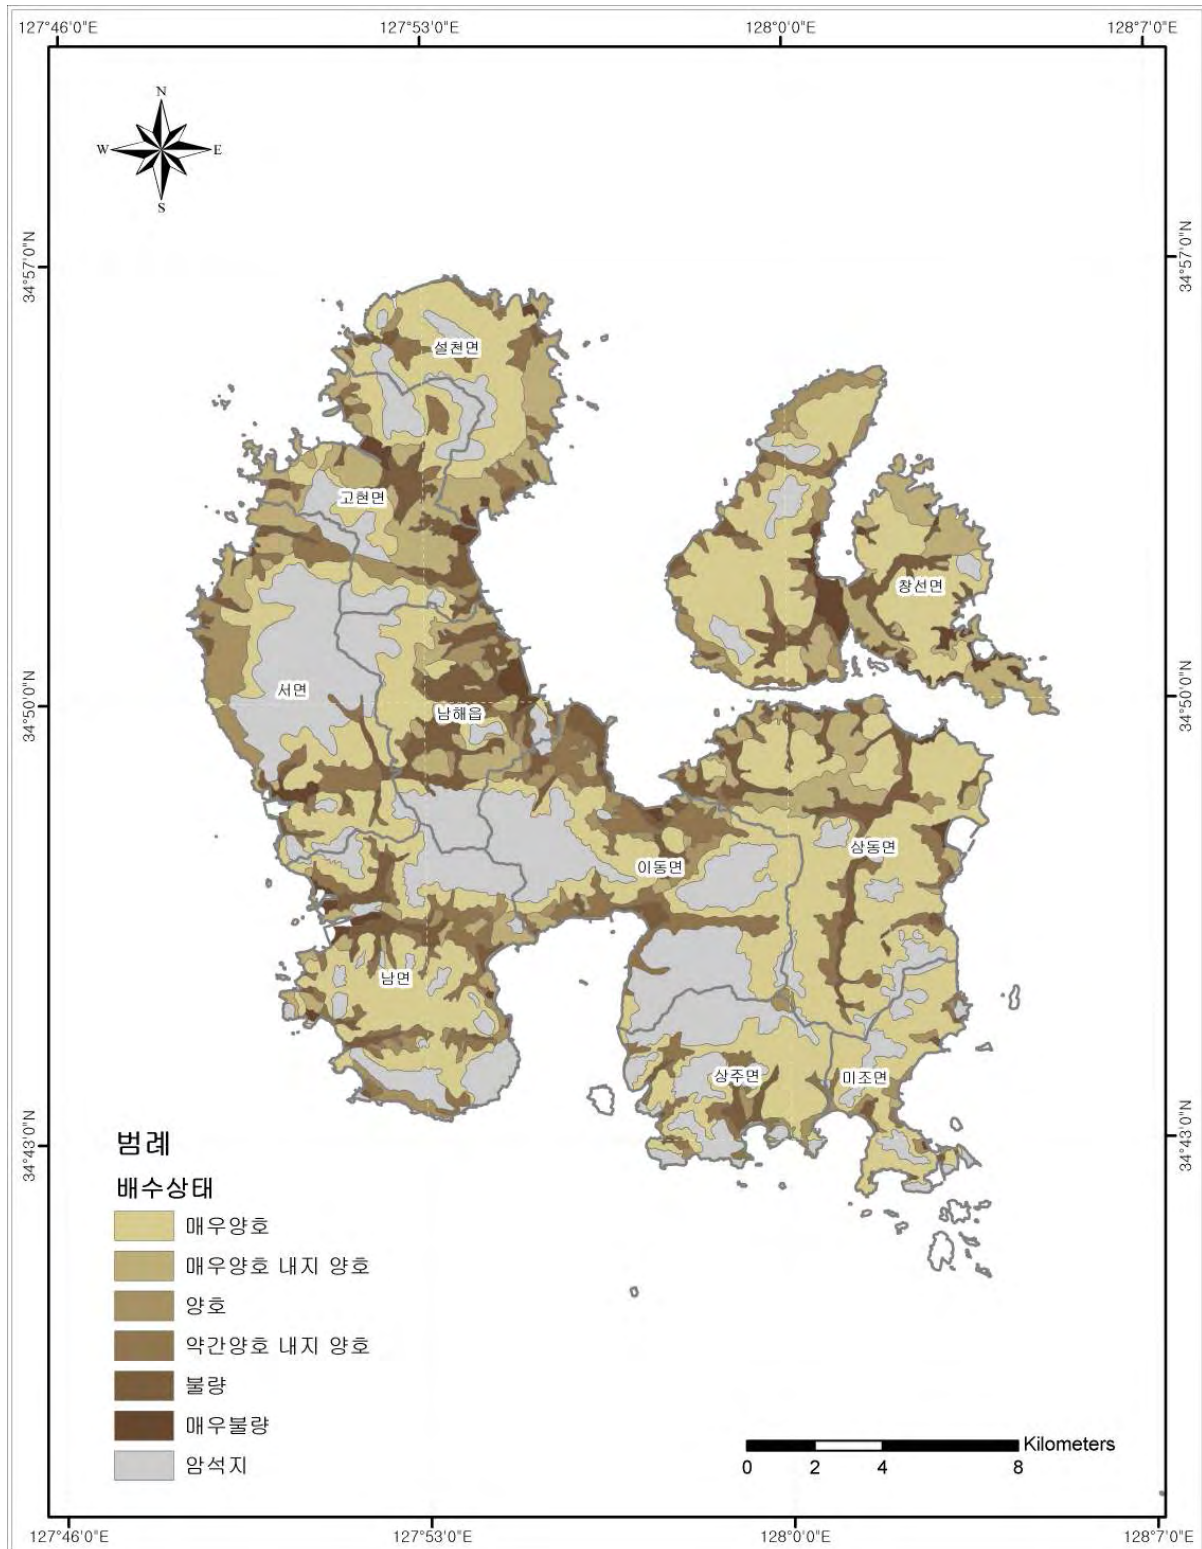 127°46'0"E 127°53'0"E 128°0'0"E 128°7'0"E
N
W E
S
34°57'0"N 34°57'0"N
설천면
고현면
창선면
서면
34°50'0"N 34°50'0"N
남해읍
삼동면
이동면
남면
상주면 미조면
34°43'0"N 34°43'0"N
범례
배수상태
매우양호
매우양호 내지 양호
양호
약간양호 내지 양호
불량
매우불량
암석지
Kilometers
0 2 4 8
127°46'0"E 127°53'0"E 128°0'0"E 128°7'0"E